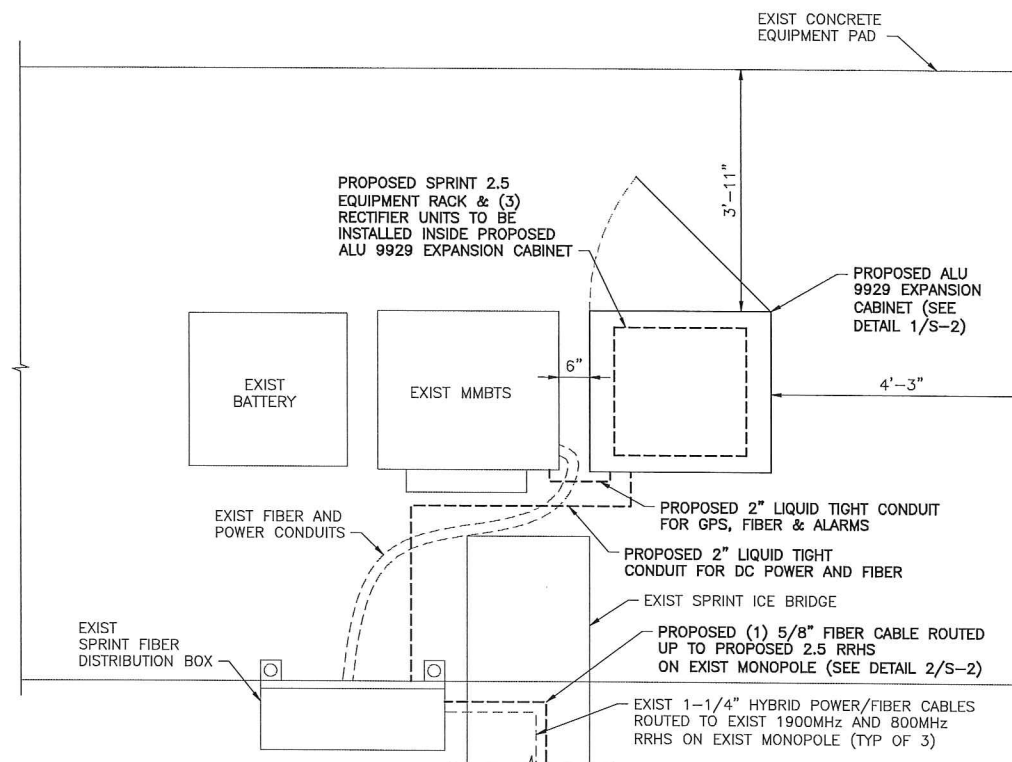 EXIST CONCRETE
EQUIPMENT PAD
3'-11"
PROPOSED SPRINT 2.5
EQUIPMENT RACK & (3)
RECTIFIER UNITS TO BE
INSTALLED INSIDE PROPOSED
ALU 9929 EXPANSION CABINET
PROPOSED ALU
9929 EXPANSION
CABINET (SEE
DETAIL 1/S-2)
EXIST
BATTERY
EXIST MMBTS
6"
4'-3"
EXIST FIBER AND
POWER CONDUITS
PROPOSED 2" LIQUID TIGHT CONDUIT
FOR GPS, FIBER & ALARMS
PROPOSED 2" LIQUID TIGHT
CONDUIT FOR DC POWER AND FIBER
EXIST SPRINT ICE BRIDGE
EXIST
SPRINT FIBER
DISTRIBUTION BOX
PROPOSED (1) 5/8" FIBER CABLE ROUTED
UP TO PROPOSED 2.5 RRHS
ON EXIST MONOPOLE (SEE DETAIL 2/S-2)
EXIST 1-1/4" HYBRID POWER/FIBER CABLES
ROUTED TO EXIST 1900MHz AND 800MHz
RRHS ON EXIST MONOPOLE (TYP OF 3)